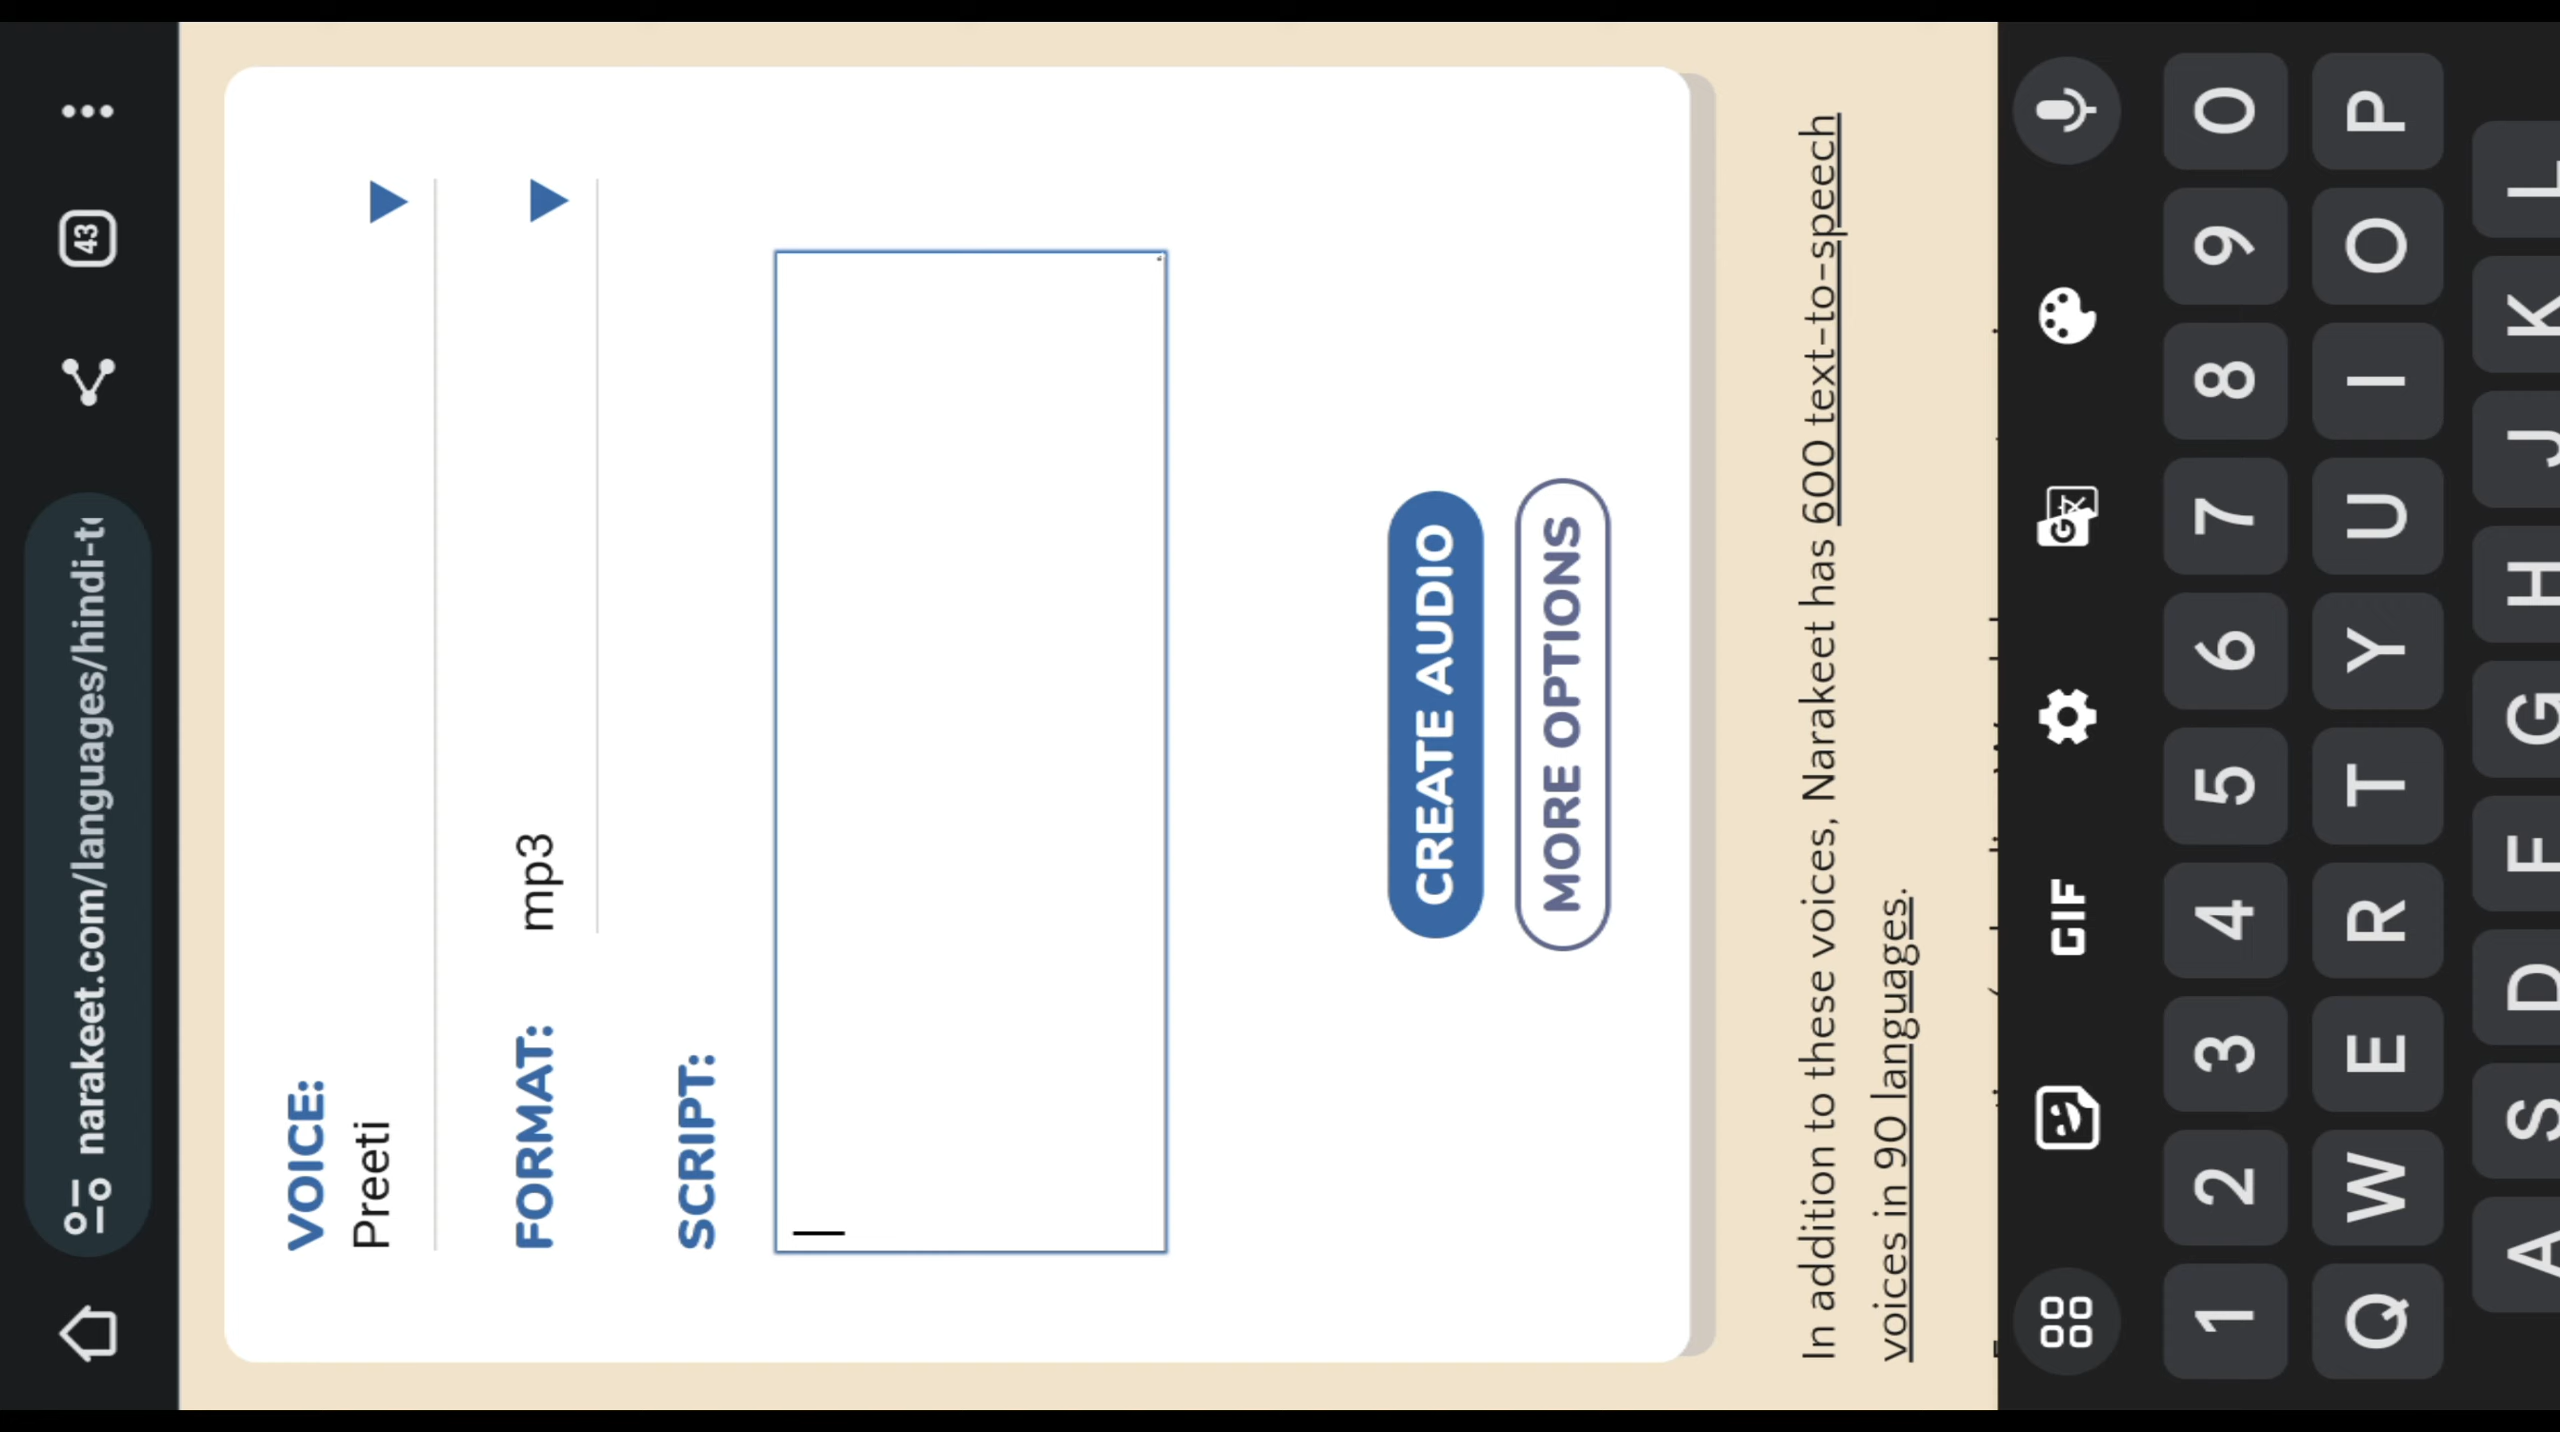 narakeet.com/languages/hindi-t
43
VOICE:
Preeti
FORMAT: mp3
SCRIPT:
CREATE AUDIO
MORE OPTIONS
In addition to these voices, Narakeet has 600 text-to-speech
voices in 90 languages.
GIF
1 2 3 4 5 6 7 8 9 0
Q W E R T Y U I O P
A S D F G H J K L